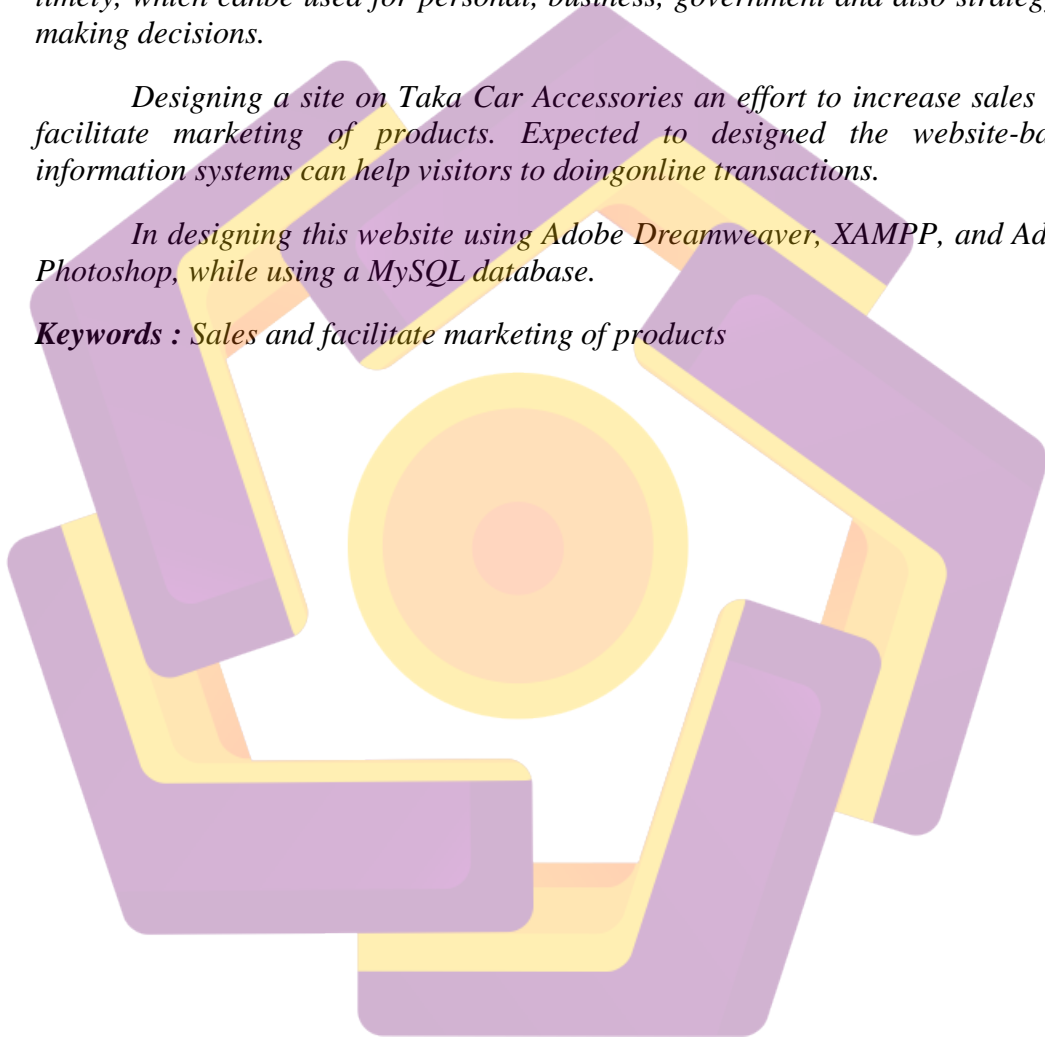 timely, which canbe used for personal, business, government and also strategy
making decisions.
Designing a site on Taka Car Accessories an effort to increase sales
facilitate marketing of products. Expected to designed the website-ba
information systems can help visitors to doingonline transactions.
In designing this website using Adobe Dreamweaver, XAMPP, and Ad
Photoshop, while using a MySQL database.
Keywords : Sales and facilitate marketing of products